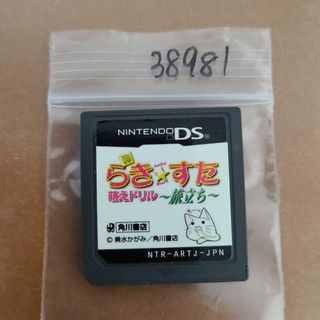 38981
NINTENDO DS
らき☆すた
萌えドリル
～旅立ち～
角川書店
© 美水かがみ／角川書店
NTR-ARTJ-JPN